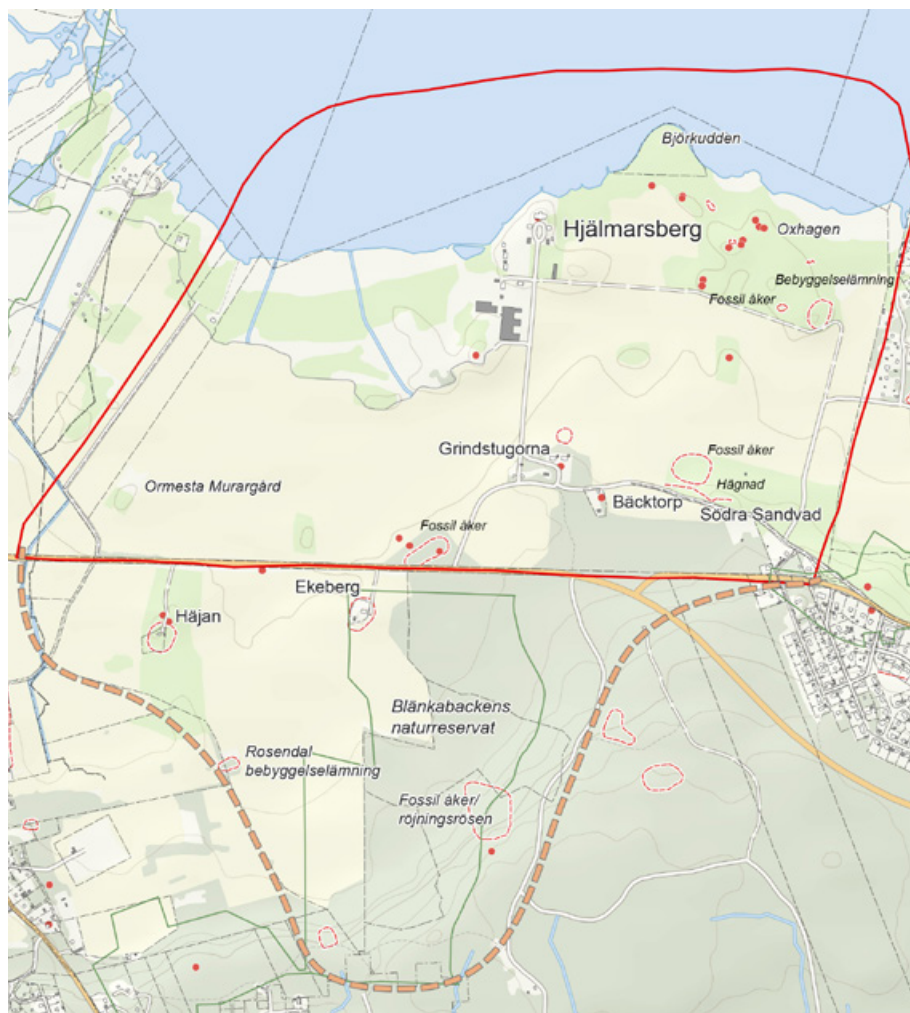 Björkudden
Hjälmarsberg
Oxhagen
Bebyggelselämning
Fossil åker
Grindstugorna
Fossil åker
Hägnad
Ormesta Murargård
Bäcktorp
Södra Sandvad
Fossil åker
Ekeberg
Häjan
Blänkabackens
naturreservat
Rosendal
bebyggelselämning
Fossil åker/
röjningsrösen